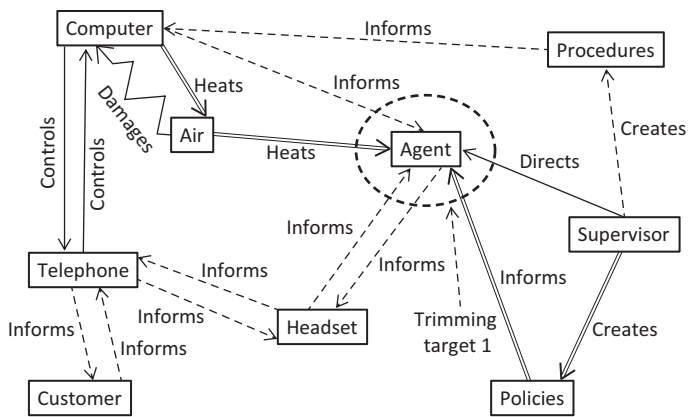 Computer
Informs
Procedures
Informs
Heats
Damages
Air
Heats
Agent
Creates
Controls
Controls
Directs
Informs
Supervisor
Telephone
Informs
Informs
Informs
Informs
Headset
Trimming
target 1
Creates
Informs
Informs
Customer
Policies